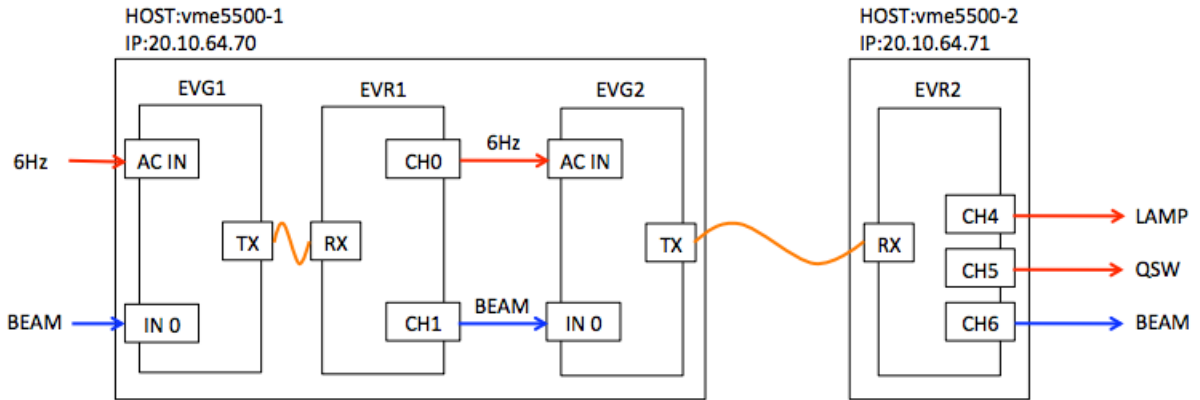 HOST:vme5500-1
IP:20.10.64.70
HOST:vme5500-2
IP:20.10.64.71
EVG1
EVR1
EVG2
EVR2
6Hz
AC IN
CH0
6Hz
AC IN
CH4
LAMP
TX
RX
TX
RX
CH5
QSW
BEAM
IN 0
CH1
BEAM
IN 0
CH6
BEAM